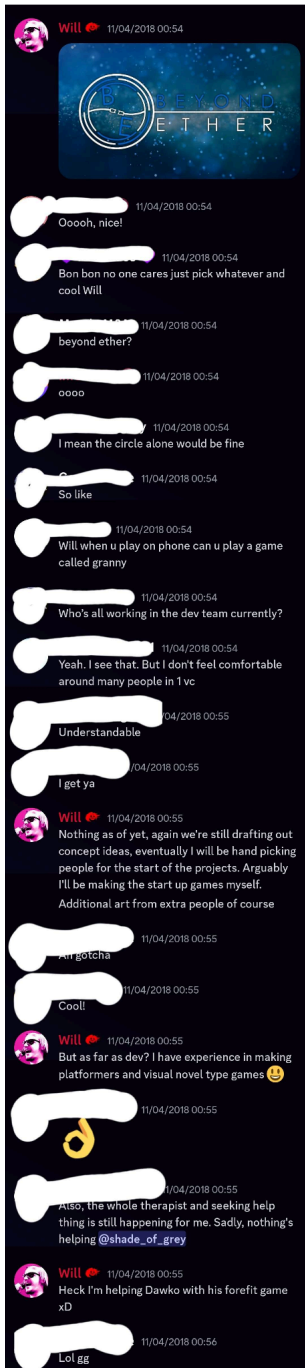 Will 11/04/2018 00:54
B BEYOND
E ETHER
11/04/2018 00:54
Ooooh, nice!
11/04/2018 00:54
Bon bon no one cares just pick whatever and
cool Will
11/04/2018 00:54
beyond ether?
11/04/2018 00:54
oooo
11/04/2018 00:54
I mean the circle alone would be fine
11/04/2018 00:54
So like
11/04/2018 00:54
Will when u play on phone can u play a game
called granny
11/04/2018 00:54
Who's all working in the dev team currently?
11/04/2018 00:54
Yeah. I see that. But I don't feel comfortable
around many people in 1 vc
/04/2018 00:55
Understandable
/04/2018 00:55
I get ya
Will 11/04/2018 00:55
Nothing as of yet, again we're still drafting out
concept ideas, eventually I will be hand picking
people for the start of the projects. Arguably
I'll be making the start up games myself.
Additional art from extra people of course
11/04/2018 00:55
Ah gotcha
11/04/2018 00:55
Cool!
Will 11/04/2018 00:55
But as far as dev? I have experience in making
platformers and visual novel type games 😃
11/04/2018 00:55
👌
1/04/2018 00:55
Also, the whole therapist and seeking help
thing is still happening for me. Sadly, nothing's
helping @shade_of_grey
Will 11/04/2018 00:55
Heck I'm helping Dawko with his forefit game
xD
11/04/2018 00:56
Lol gg